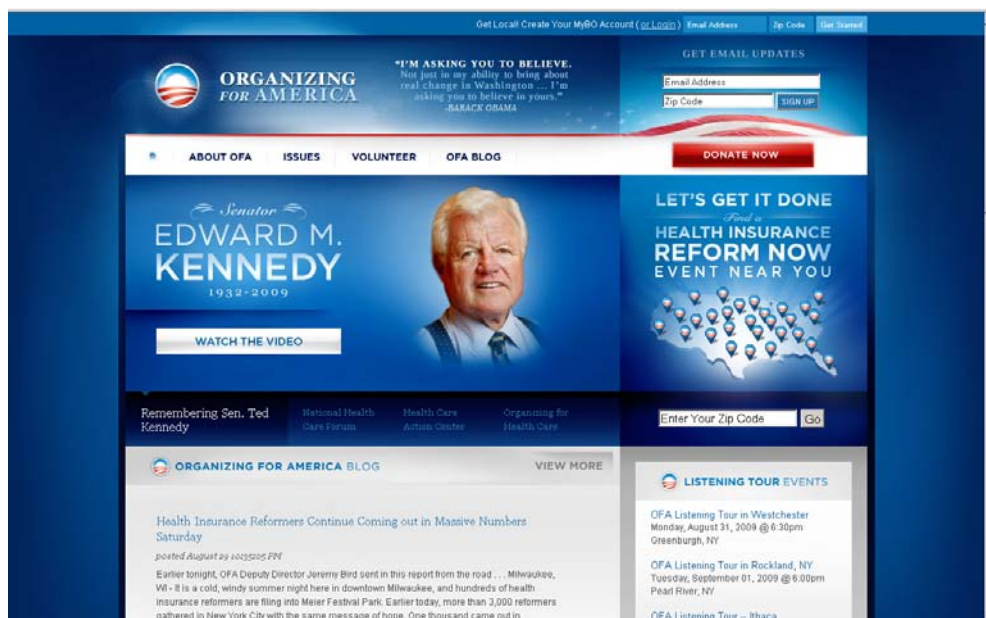 Get Local! Create Your MyBO Account ( or Login ) Email Address Zip Code Get Started
ORGANIZING
FOR AMERICA
"I'M ASKING YOU TO BELIEVE.
Not just in my ability to bring about
real change in Washington ... I'm
asking you to believe in yours."
-BARACK OBAMA
GET EMAIL UPDATES
Email Address
Zip Code SIGN UP
ABOUT OFA ISSUES VOLUNTEER OFA BLOG
DONATE NOW
Senator
EDWARD M.
KENNEDY
1932-2009
WATCH THE VIDEO
LET'S GET IT DONE
Find a
HEALTH INSURANCE
REFORM NOW
EVENT NEAR YOU
Remembering Sen. Ted
Kennedy
National Health
Care Forum
Health Care
Action Center
Organizing for
Health Care
Enter Your Zip Code Go
ORGANIZING FOR AMERICA BLOG VIEW MORE
Health Insurance Reformers Continue Coming out in Massive Numbers
Saturday
posted August 29 10:35:05 PM
Earlier tonight, OFA Deputy Director Jeremy Bird sent in this report from the road . . . Milwaukee,
WI - It is a cold, windy summer night here in downtown Milwaukee, and hundreds of health
insurance reformers are filing into Meier Festival Park. Earlier today, more than 3,000 reformers
gathered in New York City with the same message of hope. One thousand came out in
LISTENING TOUR EVENTS
OFA Listening Tour in Westchester
Monday, August 31, 2009 @ 6:30pm
Greenburgh, NY
OFA Listening Tour in Rockland, NY
Tuesday, September 01, 2009 @ 6:00pm
Pearl River, NY
OFA Listening Tour – Ithaca